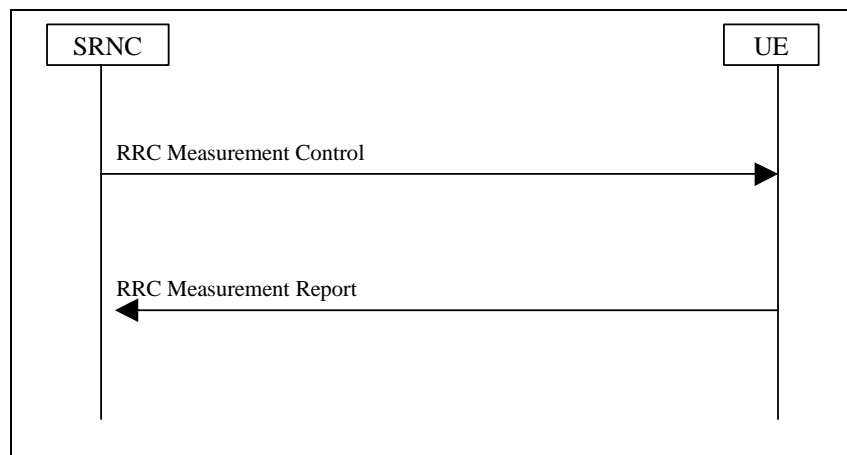 SRNC
UE
RRC Measurement Control
RRC Measurement Report